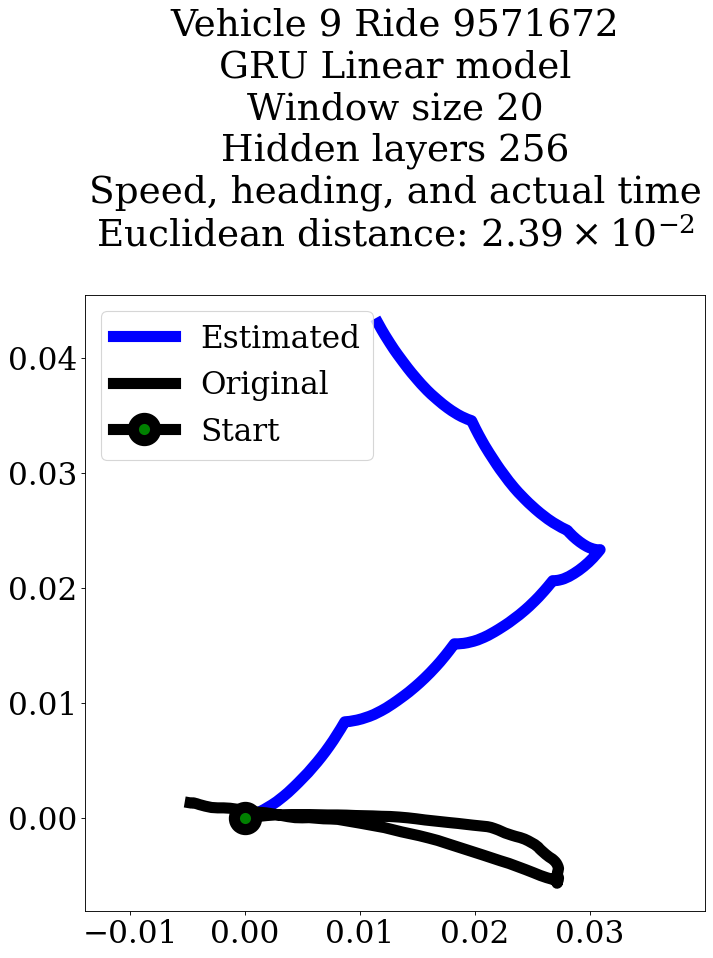 Vehicle 9 Ride 9571672
GRU Linear model
Window size 20
Hidden layers 256
Speed, heading, and actual time
Euclidean distance: 2.39 × 10⁻²
Estimated
Original
Start
0.04
0.03
0.02
0.01
0.00
−0.01 0.00 0.01 0.02 0.03